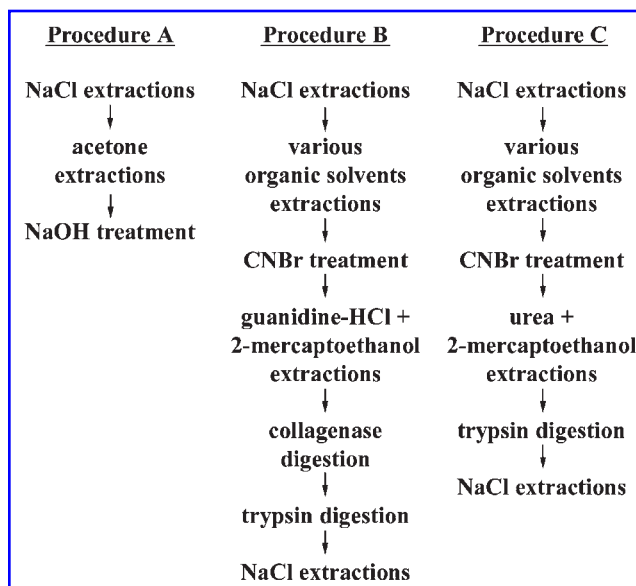 Procedure A
NaCl extractions
acetone
extractions
NaOH treatment
Procedure B
NaCl extractions
various
organic solvents
extractions
CNBr treatment
guanidine-HCl +
2-mercaptoethanol
extractions
collagenase
digestion
trypsin digestion
NaCl extractions
Procedure C
NaCl extractions
various
organic solvents
extractions
CNBr treatment
urea +
2-mercaptoethanol
extractions
trypsin digestion
NaCl extractions